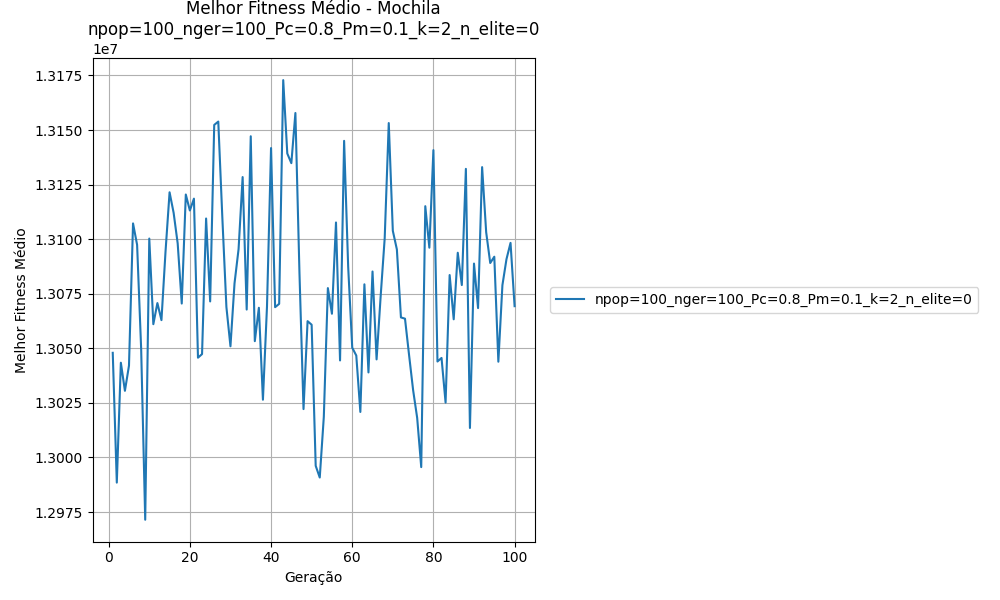 Melhor Fitness Médio - Mochila
npop=100_nger=100_Pc=0.8_Pm=0.1_k=2_n_elite=0
1e7
1.3175
1.3150
1.3125
1.3100
1.3075
1.3050
1.3025
1.3000
1.2975
Melhor Fitness Médio
0 20 40 60 80 100
Geração
npop=100_nger=100_Pc=0.8_Pm=0.1_k=2_n_elite=0